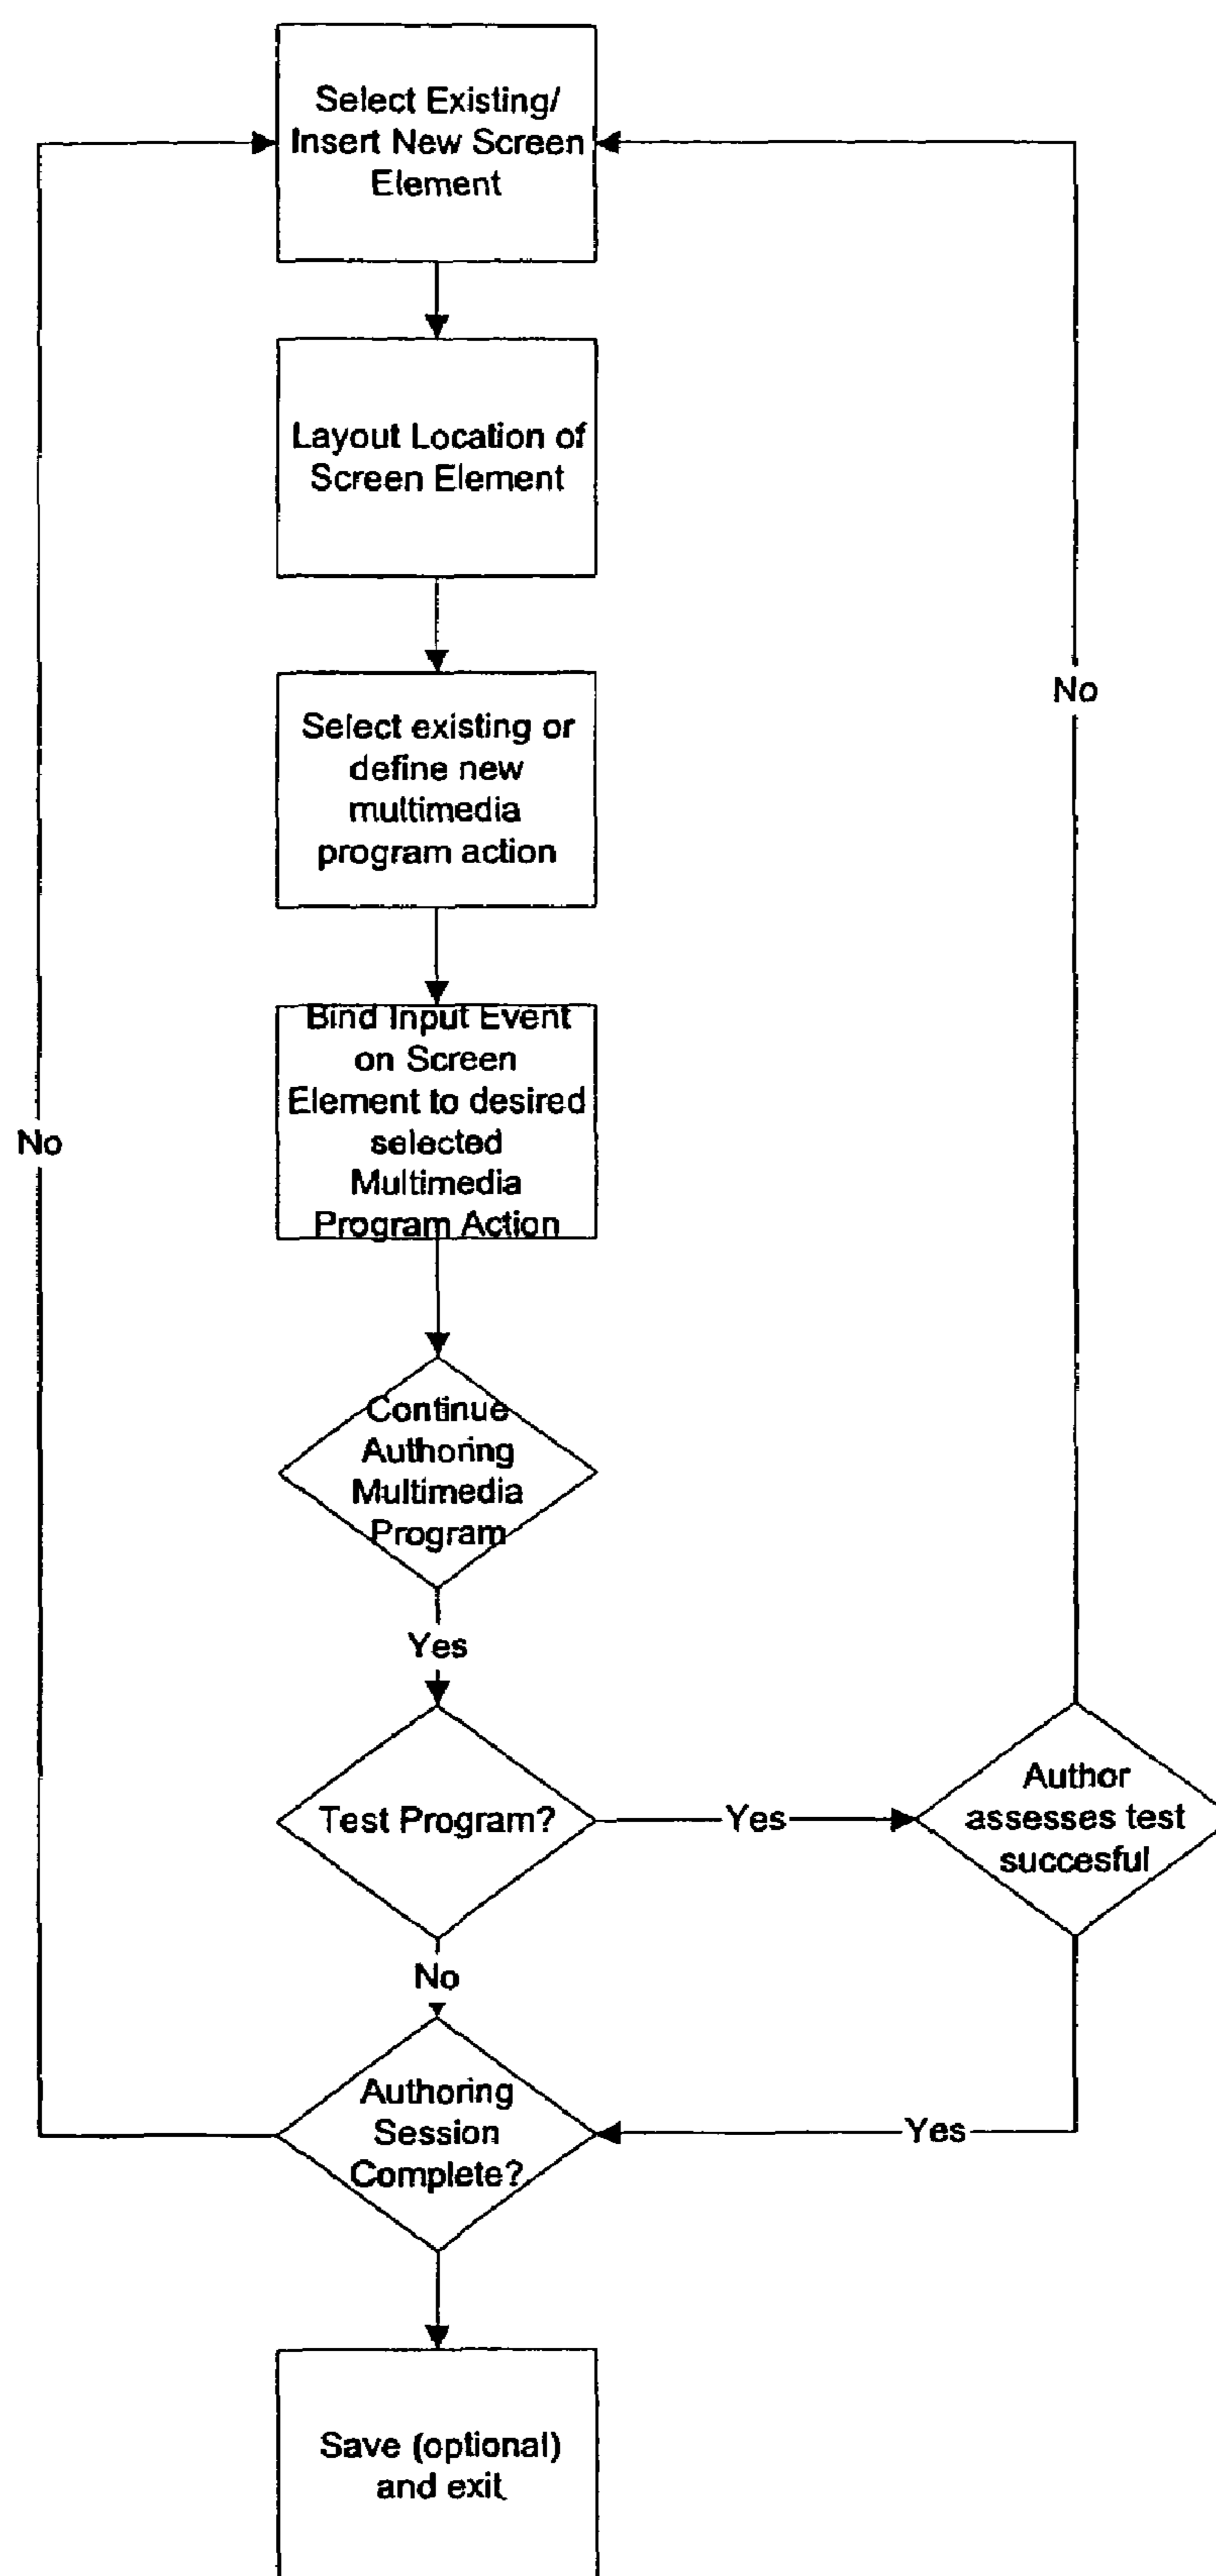 Select Existing/
Insert New Screen
Element
Layout Location of
Screen Element
Select existing or
define new
multimedia
program action
No
Bind Input Event
on Screen
Element to desired
selected
Multimedia
Program Action
No
Continue
Authoring
Multimedia
Program
Yes
Test Program?
Yes
Author
assesses test
succesful
No
Authoring
Session
Complete?
Yes
Save (optional)
and exit